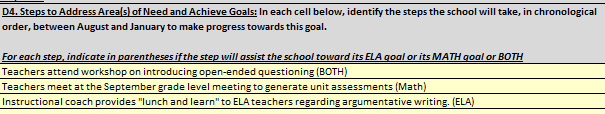 D4. Steps to Address Area(s) of Need and Achieve Goals: In each cell below, identify the steps the school will take, in chronological
order, between August and January to make progress towards this goal.
For each step, indicate in parentheses if the step will assist the school toward its ELA goal or its MATH goal or BOTH
Teachers attend workshop on introducing open-ended questioning (BOTH)
Teachers meet at the September grade level meeting to generate unit assessments (Math)
Instructional coach provides "lunch and learn" to ELA teachers regarding argumentative writing. (ELA)